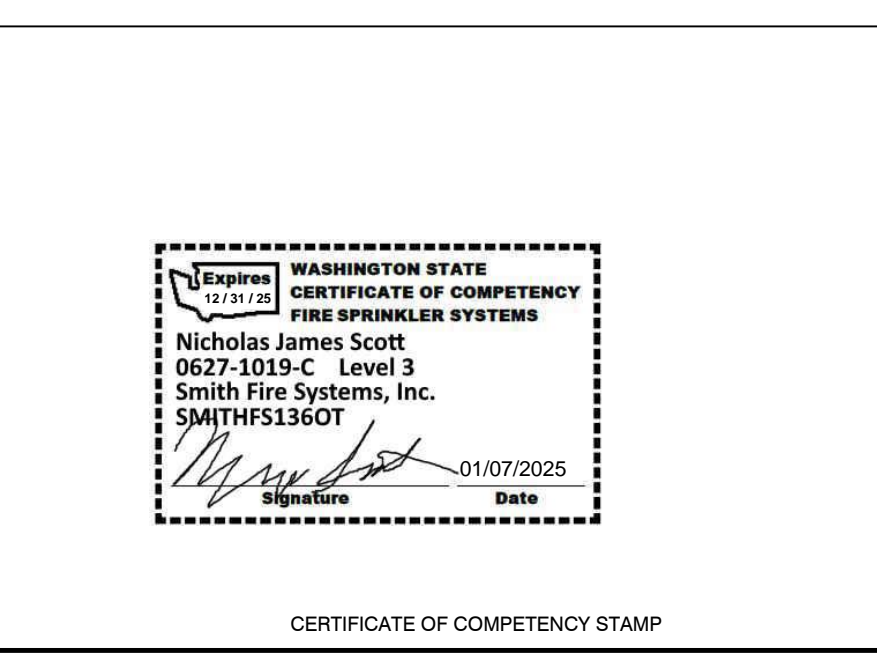 Expires
12 / 31 / 25
WASHINGTON STATE
CERTIFICATE OF COMPETENCY
FIRE SPRINKLER SYSTEMS
Nicholas James Scott
0627-1019-C Level 3
Smith Fire Systems, Inc.
SMITHFS136OT
01/07/2025
Signature Date
CERTIFICATE OF COMPETENCY STAMP